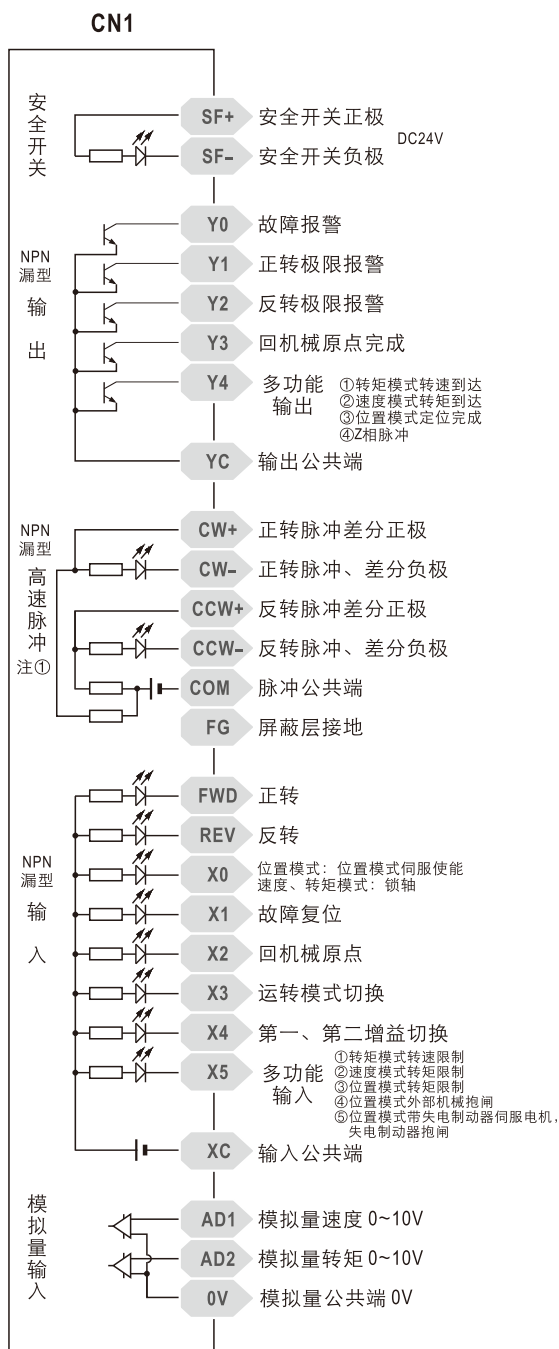 CN1
安全开关
SF+ 安全开关正极
DC24V
SF- 安全开关负极
NPN
漏型
输出
Y0 故障报警
Y1 正转极限报警
Y2 反转极限报警
Y3 回机械原点完成
Y4 多功能
输出
①转矩模式转速到达
②速度模式转矩到达
③位置模式定位完成
④Z相脉冲
YC 输出公共端
NPN
漏型
高速脉冲
注①
CW+ 正转脉冲差分正极
CW- 正转脉冲、差分负极
CCW+ 反转脉冲差分正极
CCW- 反转脉冲、差分负极
COM 脉冲公共端
FG 屏蔽层接地
NPN
漏型
输入
FWD 正转
REV 反转
X0 位置模式：位置模式伺服使能
速度、转矩模式：锁轴
X1 故障复位
X2 回机械原点
X3 运转模式切换
X4 第一、第二增益切换
X5 多功能
输入
①转矩模式转速限制
②速度模式转矩限制
③位置模式转矩限制
④位置模式外部机械抱闸
⑤位置模式带失电制动器伺服电机，
失电制动器抱闸
XC 输入公共端
模拟量输入
AD1 模拟量速度 0~10V
AD2 模拟量转矩 0~10V
0V 模拟量公共端 0V